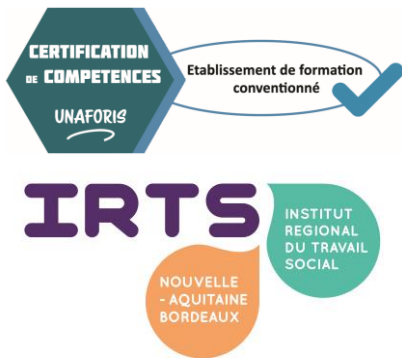 CERTIFICATION
DE COMPETENCES
UNAFORIS
Etablissement de formation
conventionné
IRTS
INSTITUT
REGIONAL
DU TRAVAIL
SOCIAL
NOUVELLE
- AQUITAINE
BORDEAUX